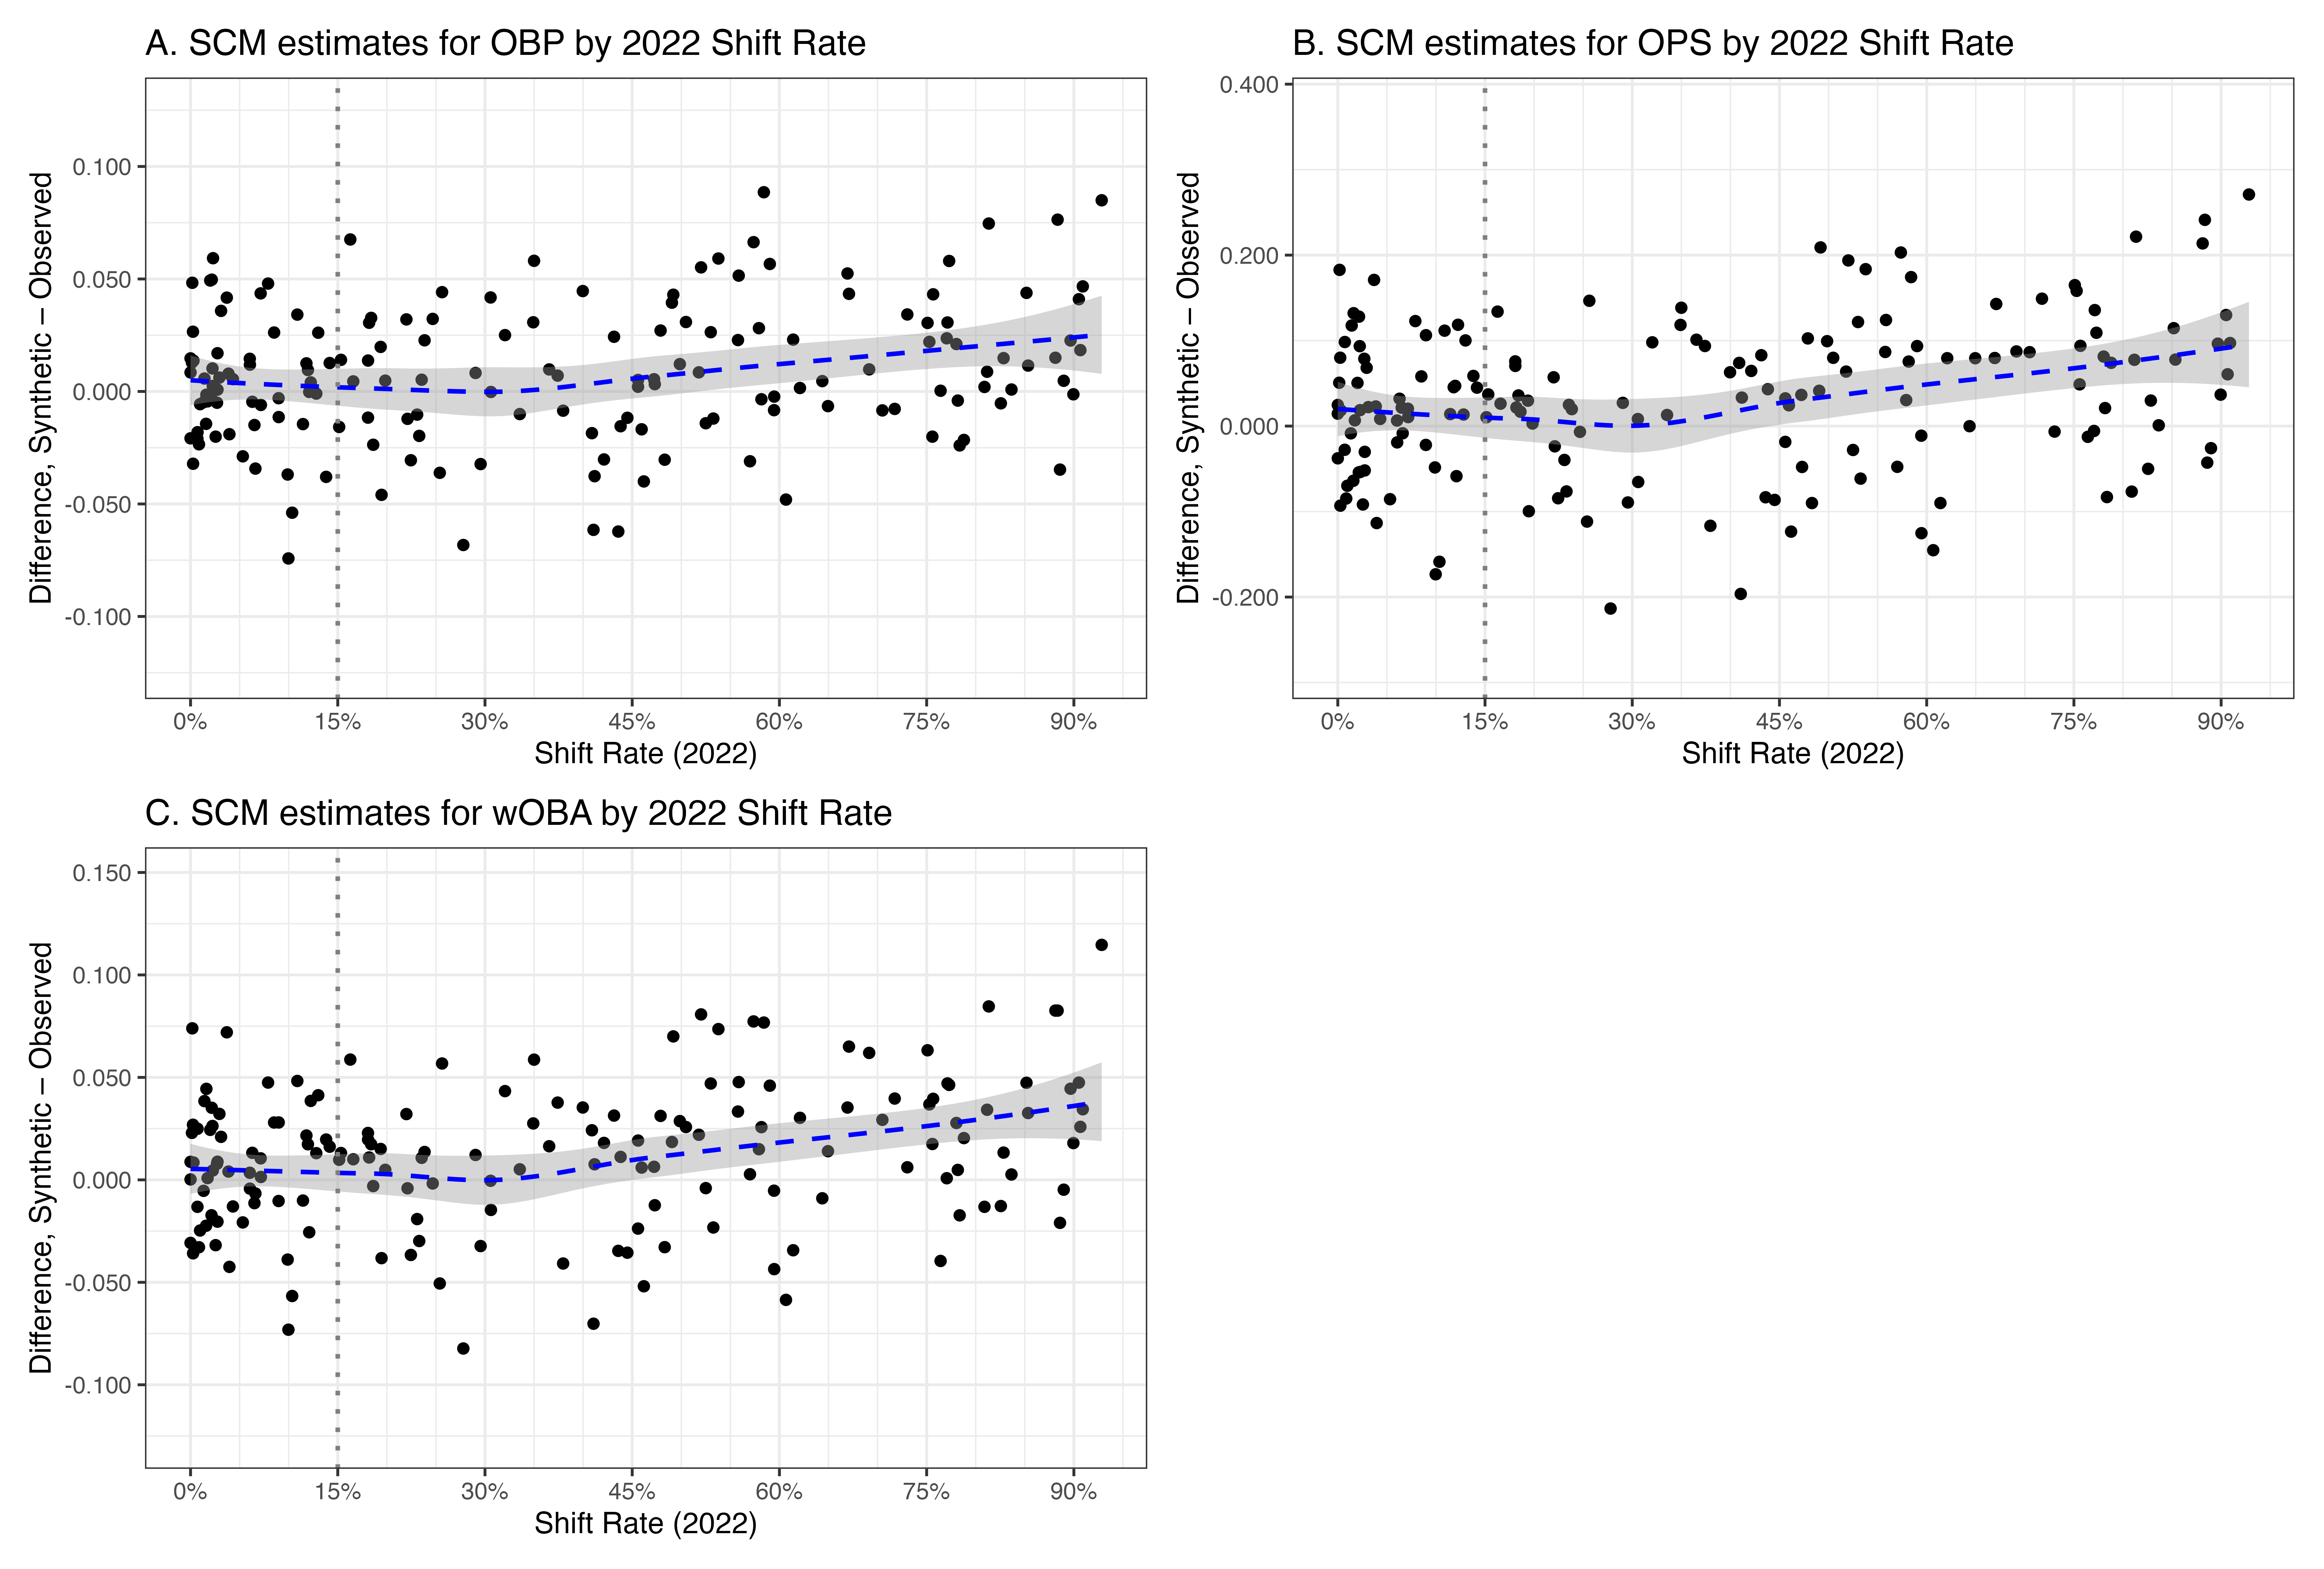 A. SCM estimates for OBP by 2022 Shift Rate
Difference, Synthetic − Observed
0.100
0.050
0.000
-0.050
-0.100
0% 15% 30% 45% 60% 75% 90%
Shift Rate (2022)
B. SCM estimates for OPS by 2022 Shift Rate
Difference, Synthetic − Observed
0.400
0.200
0.000
-0.200
0% 15% 30% 45% 60% 75% 90%
Shift Rate (2022)
C. SCM estimates for wOBA by 2022 Shift Rate
Difference, Synthetic − Observed
0.150
0.100
0.050
0.000
-0.050
-0.100
0% 15% 30% 45% 60% 75% 90%
Shift Rate (2022)